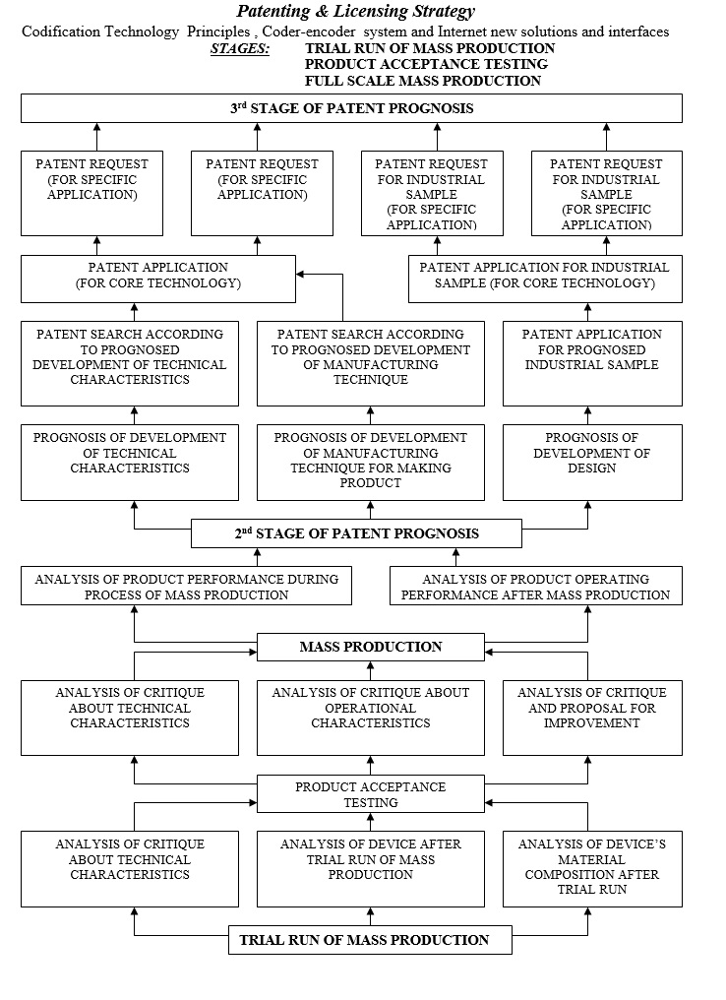 Patenting & Licensing Strategy
Codification Technology Principles , Coder-encoder system and Internet new solutions and interfaces
STAGES: TRIAL RUN OF MASS PRODUCTION
PRODUCT ACCEPTANCE TESTING
FULL SCALE MASS PRODUCTION
3rd STAGE OF PATENT PROGNOSIS
PATENT REQUEST
(FOR SPECIFIC
APPLICATION)
PATENT REQUEST
(FOR SPECIFIC
APPLICATION)
PATENT REQUEST
FOR INDUSTRIAL
SAMPLE
(FOR SPECIFIC
APPLICATION)
PATENT REQUEST
FOR INDUSTRIAL
SAMPLE
(FOR SPECIFIC
APPLICATION)
PATENT APPLICATION
(FOR CORE TECHNOLOGY)
PATENT APPLICATION FOR INDUSTRIAL
SAMPLE (FOR CORE TECHNOLOGY)
PATENT SEARCH ACCORDING
TO PROGNOSED
DEVELOPMENT OF TECHNICAL
CHARACTERISTICS
PATENT SEARCH ACCORDING
TO PROGNOSED DEVELOPMENT
OF MANUFACTURING
TECHNIQUE
PATENT APPLICATION
FOR PROGNOSED
INDUSTRIAL SAMPLE
PROGNOSIS OF DEVELOPMENT
OF TECHNICAL
CHARACTERISTICS
PROGNOSIS OF DEVELOPMENT
OF MANUFACTURING
TECHNIQUE FOR MAKING
PRODUCT
PROGNOSIS OF
DEVELOPMENT OF
DESIGN
2nd STAGE OF PATENT PROGNOSIS
ANALYSIS OF PRODUCT PERFORMANCE DURING
PROCESS OF MASS PRODUCTION
ANALYSIS OF PRODUCT OPERATING
PERFORMANCE AFTER MASS PRODUCTION
MASS PRODUCTION
ANALYSIS OF CRITIQUE
ABOUT TECHNICAL
CHARACTERISTICS
ANALYSIS OF CRITIQUE ABOUT
OPERATIONAL
CHARACTERISTICS
ANALYSIS OF CRITIQUE
AND PROPOSAL FOR
IMPROVEMENT
PRODUCT ACCEPTANCE
TESTING
ANALYSIS OF CRITIQUE
ABOUT TECHNICAL
CHARACTERISTICS
ANALYSIS OF DEVICE AFTER
TRIAL RUN OF MASS
PRODUCTION
ANALYSIS OF DEVICE'S
MATERIAL
COMPOSITION AFTER
TRIAL RUN
TRIAL RUN OF MASS PRODUCTION